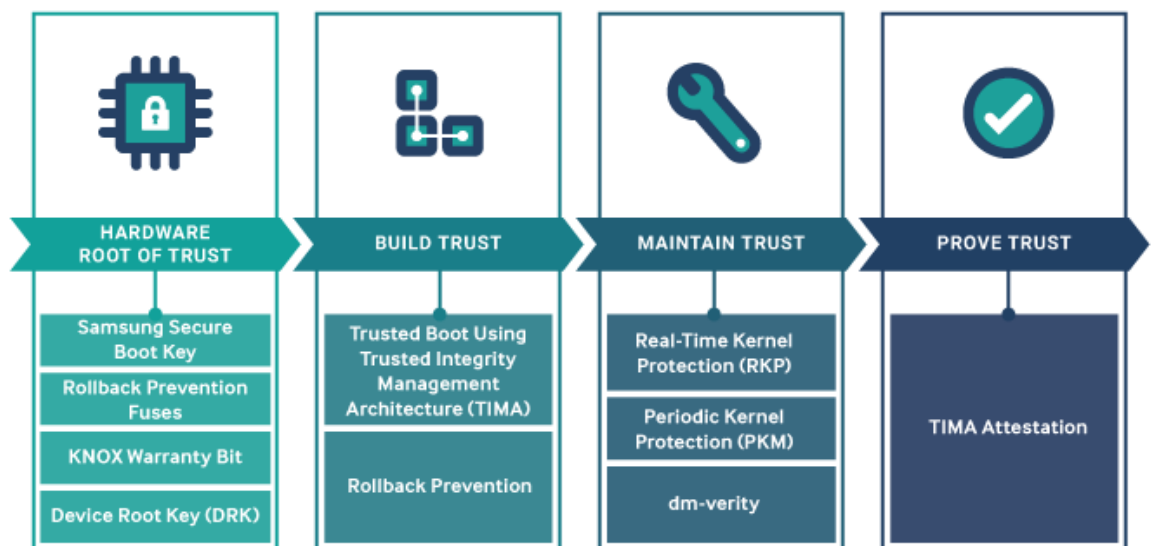 HARDWARE
ROOT OF TRUST
BUILD TRUST
MAINTAIN TRUST
PROVE TRUST
Samsung Secure
Boot Key
Rollback Prevention
Fuses
KNOX Warranty Bit
Device Root Key (DRK)
Trusted Boot Using
Trusted Integrity
Management
Architecture (TIMA)
Rollback Prevention
Real-Time Kernel
Protection (RKP)
Periodic Kernel
Protection (PKM)
dm-verity
TIMA Attestation